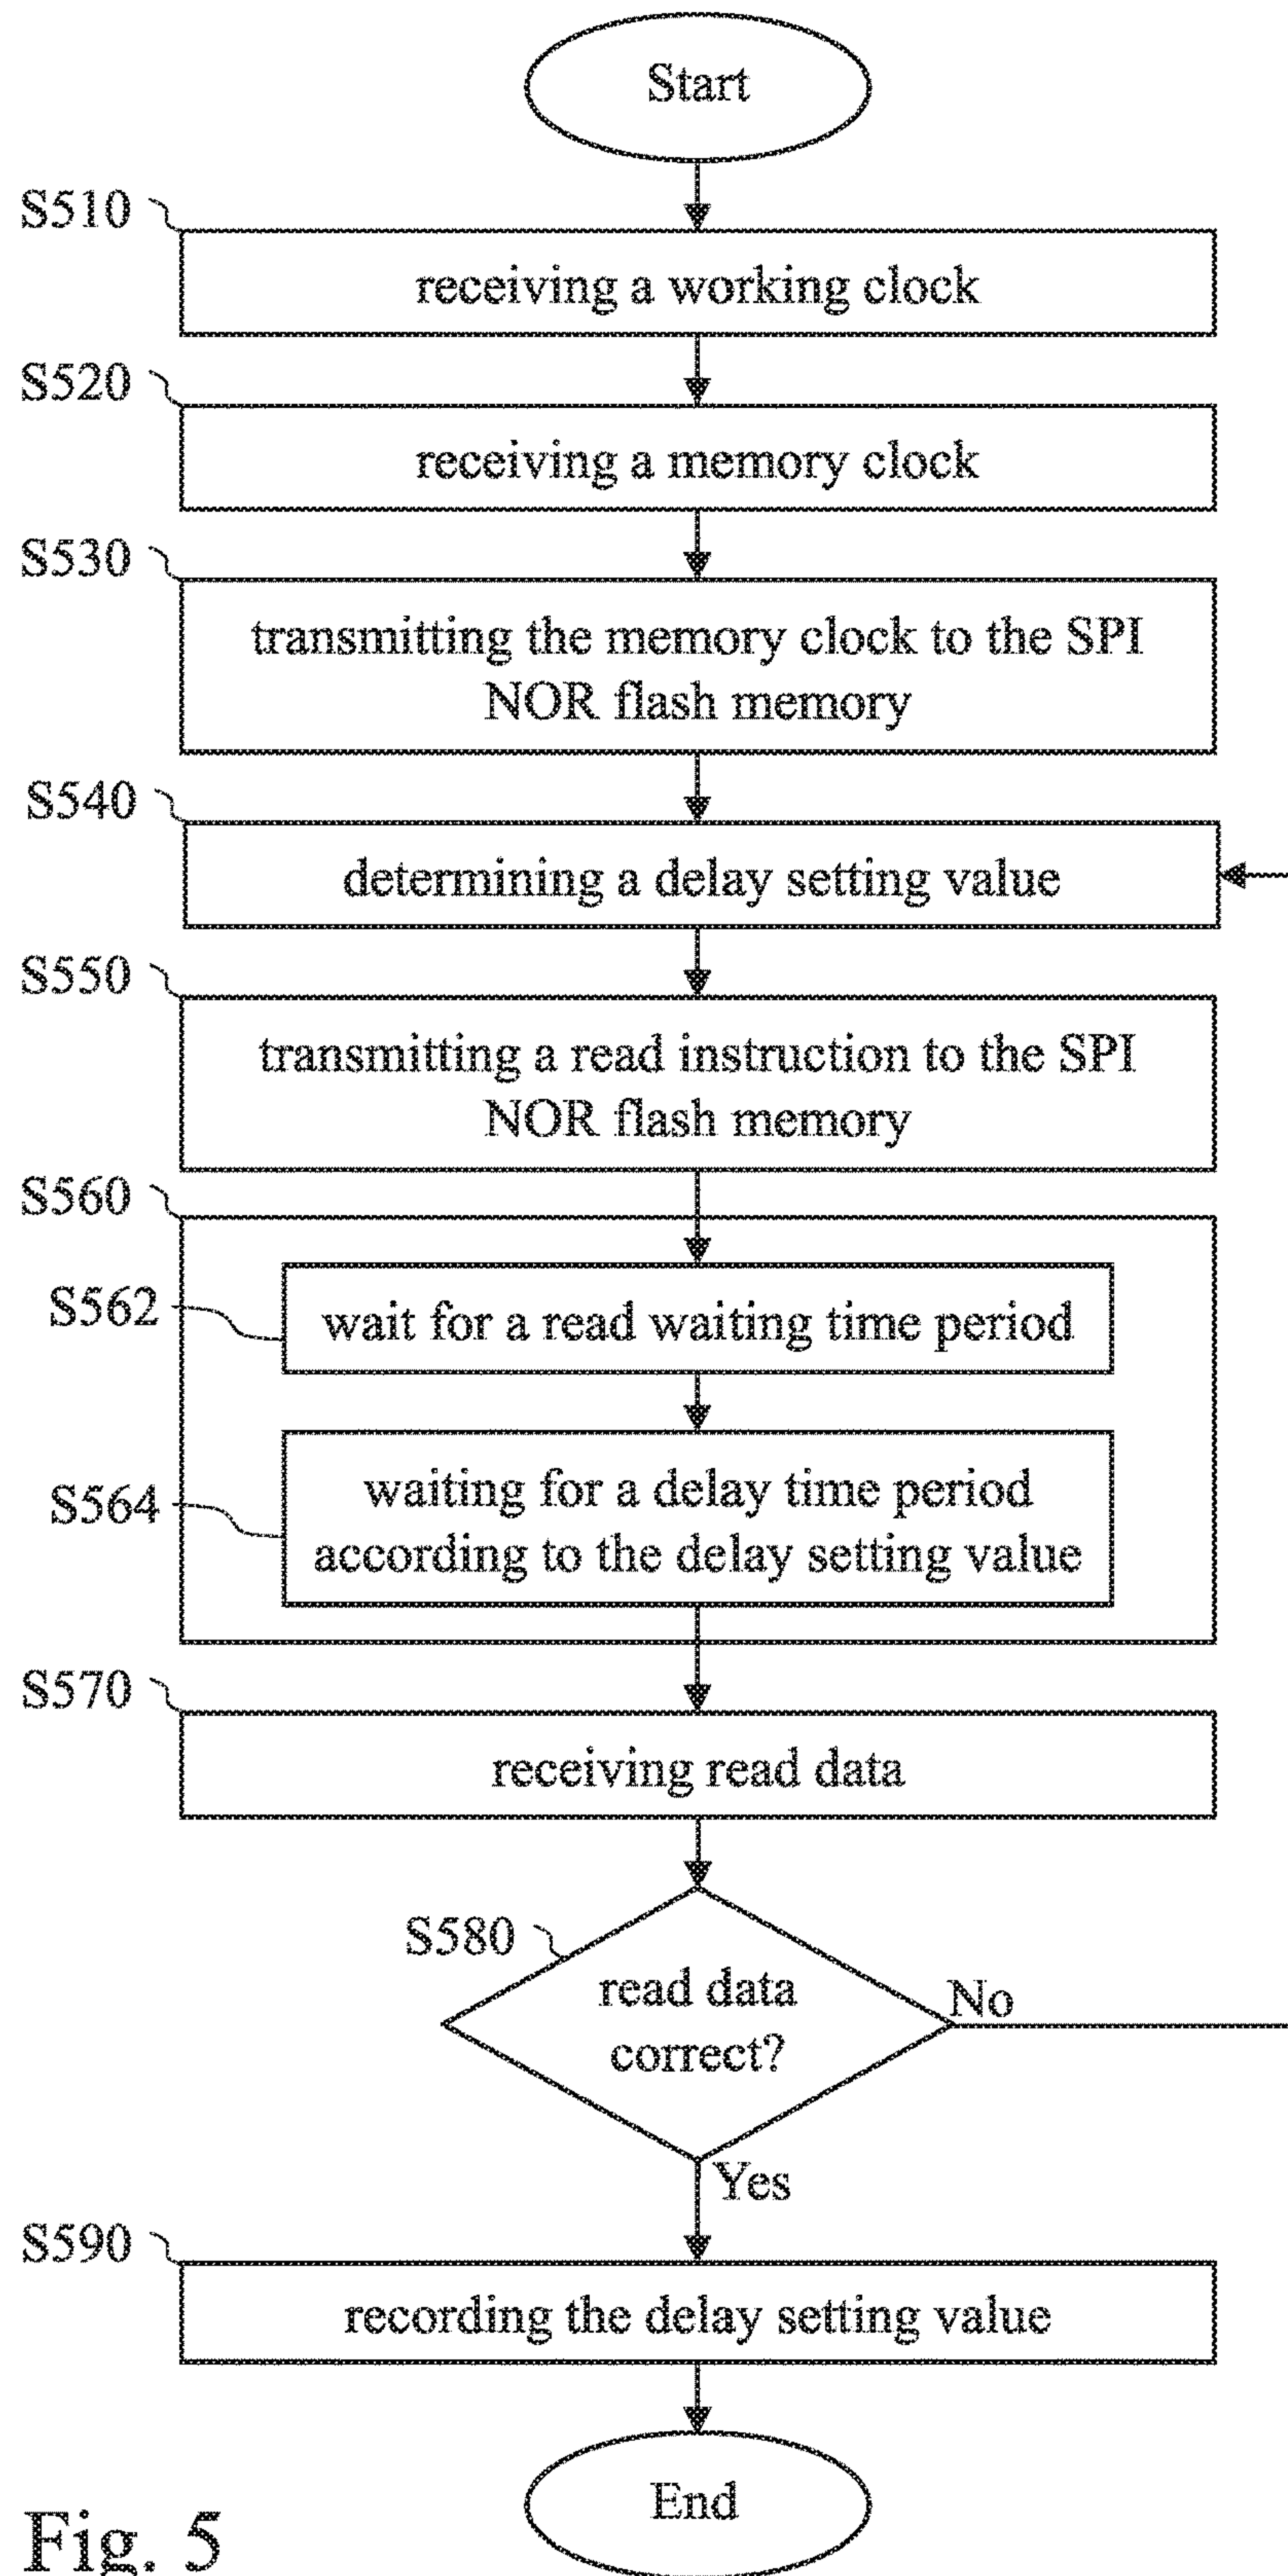 Start
S510
receiving a working clock
S520
receiving a memory clock
S530
transmitting the memory clock to the SPI
NOR flash memory
S540
determining a delay setting value
S550
transmitting a read instruction to the SPI
NOR flash memory
S560
S562
wait for a read waiting time period
S564
waiting for a delay time period
according to the delay setting value
S570
receiving read data
S580
read data
correct?
No
Yes
S590
recording the delay setting value
End
Fig. 5